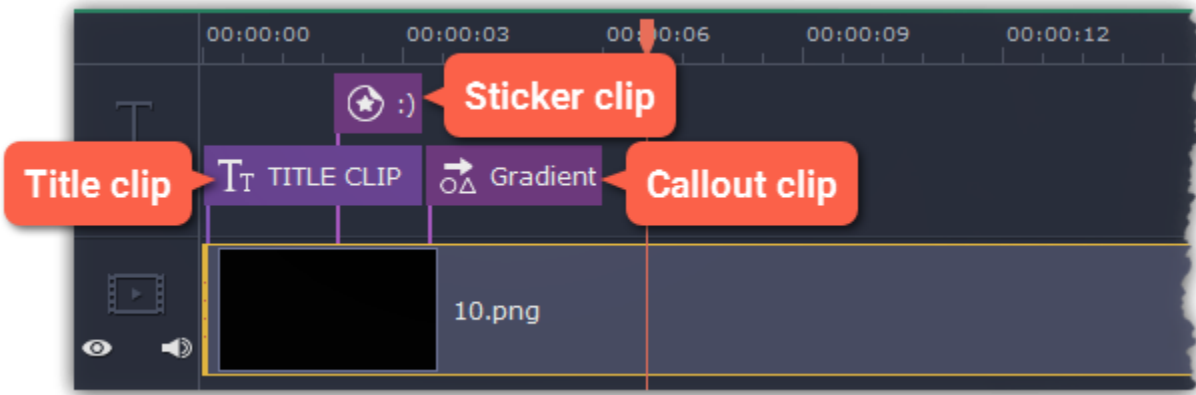 00:00:00 00:00:03 00:00:06 00:00:09 00:00:12
:) Sticker clip
Title clip TT TITLE CLIP Gradient Callout clip
10.png